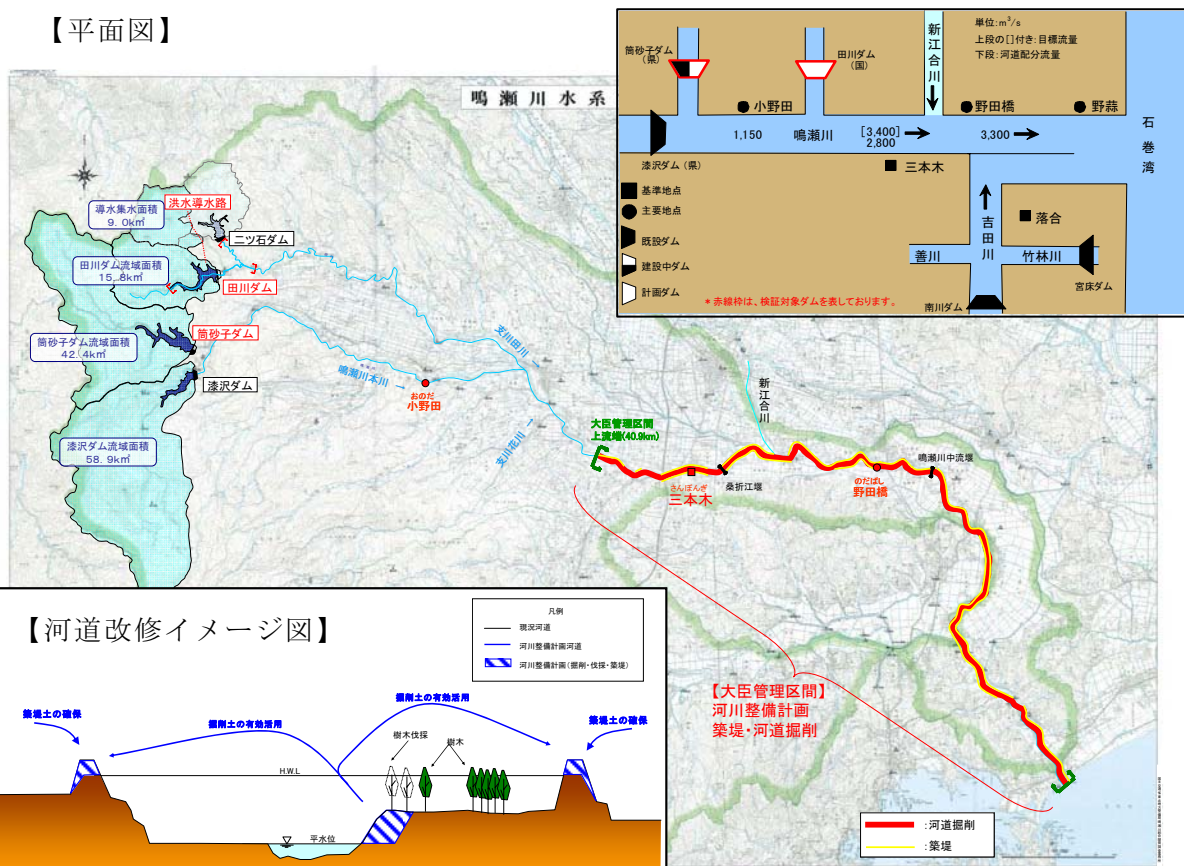 【平面図】
鳴瀬川水系
単位:m³/s
上段の[]付き:目標流量
下段:河道配分流量
新江合川
筒砂子ダム
(県)
田川ダム
(国)
小野田
野田橋
野蒜
石巻湾
1,150
鳴瀬川
[3,400]
2,800
3,300
漆沢ダム(県)
三本木
基準地点
主要地点
既設ダム
建設中ダム
計画ダム
吉田川
落合
善川
竹林川
宮床ダム
南川ダム
*赤線枠は、検証対象ダムを表しております。
導水集水面積
9.0km²
洪水導水路
二ツ石ダム
田川ダム流域面積
15.8km²
田川ダム
筒砂子ダム流域面積
42.4km²
筒砂子ダム
漆沢ダム
漆沢ダム流域面積
58.9km²
支川田川
鳴瀬川本川
おのだ
小野田
支川花川
新江合川
大臣管理区間
上流端(40.9km)
さんぼんぎ
三本木
桑折江堰
のだばし
野田橋
鳴瀬川中流堰
【大臣管理区間】
河川整備計画
築堤・河道掘削
:河道掘削
:築堤
【河道改修イメージ図】
凡例
現況河道
河川整備計画河道
河川整備計画(掘削・伐採・築堤)
築堤土の確保
掘削土の有効活用
掘削土の有効活用
築堤土の確保
樹木伐採
樹木
H.W.L
平水位